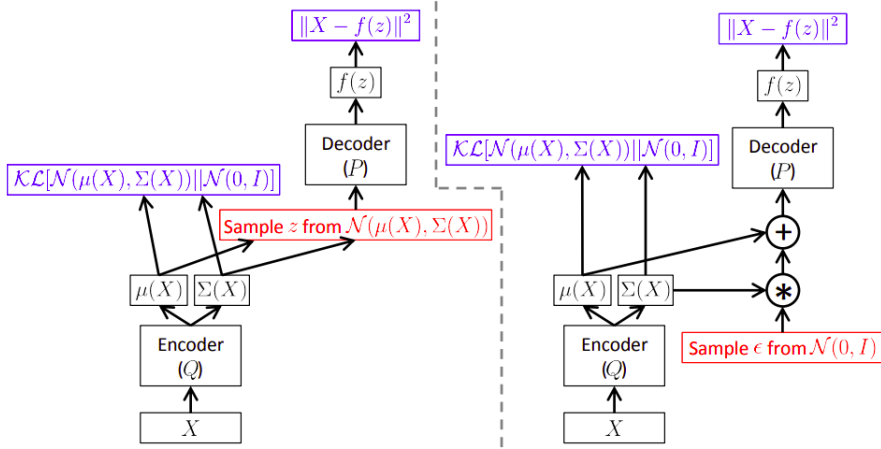 ‖X − f(z)‖²
f(z)
Decoder
(P)
𝒦ℒ[𝒩(μ(X), Σ(X))||𝒩(0, I)]
Sample z from 𝒩(μ(X), Σ(X))
μ(X) Σ(X)
Encoder
(Q)
X
‖X − f(z)‖²
f(z)
Decoder
(P)
𝒦ℒ[𝒩(μ(X), Σ(X))||𝒩(0, I)]
+
μ(X) Σ(X) *
Sample ϵ from 𝒩(0, I)
Encoder
(Q)
X